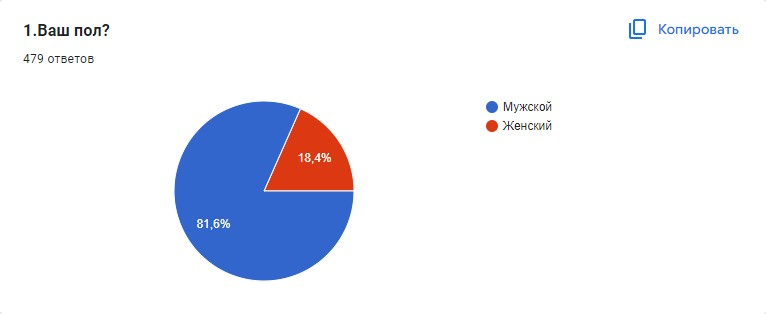 1.Ваш пол?
Копировать
479 ответов
Мужской
Женский
18,4%
81,6%